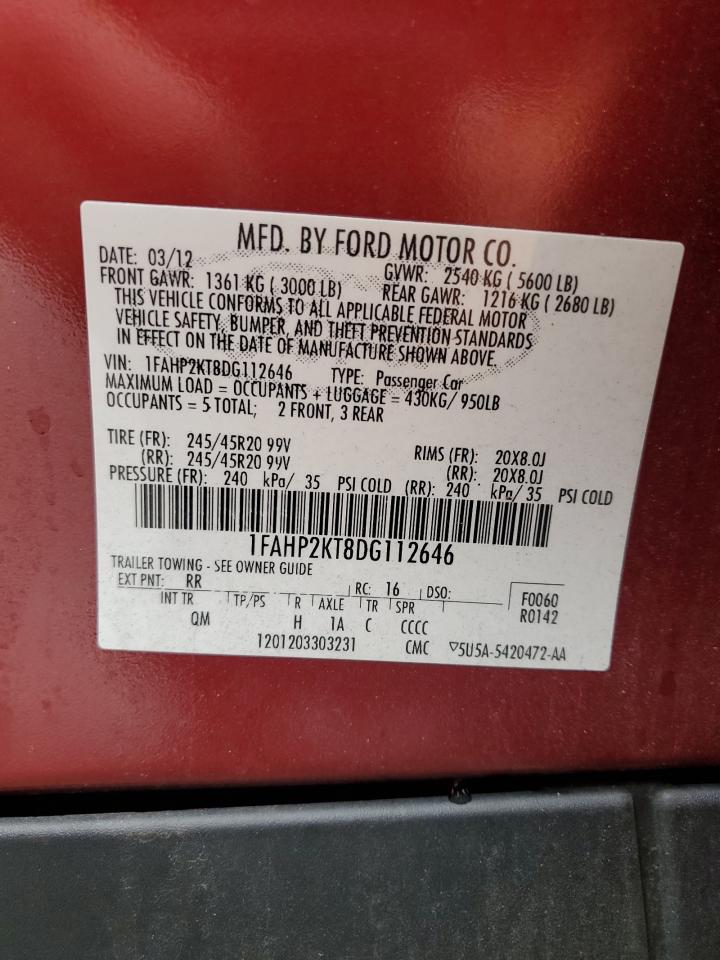 MFD. BY FORD MOTOR CO.
DATE: 03/12 GVWR: 2540 KG ( 5600 LB)
FRONT GAWR: 1361 KG ( 3000 LB) REAR GAWR: 1216 KG ( 2680 LB)
THIS VEHICLE CONFORMS TO ALL APPLICABLE FEDERAL MOTOR
VEHICLE SAFETY, BUMPER, AND THEFT PREVENTION STANDARDS
IN EFFECT ON THE DATE OF MANUFACTURE SHOWN ABOVE.
VIN: 1FAHP2KT8DG112646 TYPE: Passenger Car
MAXIMUM LOAD = OCCUPANTS + LUGGAGE = 430KG/ 950LB
OCCUPANTS = 5 TOTAL; 2 FRONT, 3 REAR
TIRE (FR): 245/45R20 99V RIMS (FR): 20X8.0J
(RR): 245/45R20 99V (RR): 20X8.0J
PRESSURE (FR): 240 kPa/ 35 PSI COLD (RR): 240 kPa/ 35 PSI COLD
1FAHP2KT8DG112646
TRAILER TOWING - SEE OWNER GUIDE
EXT PNT: RR RC: 16 DSO: F0060
INT TR TP/PS R AXLE TR SPR R0142
QM H 1A C CCCC
1201203303231 CMC ▽5U5A-5420472-AA